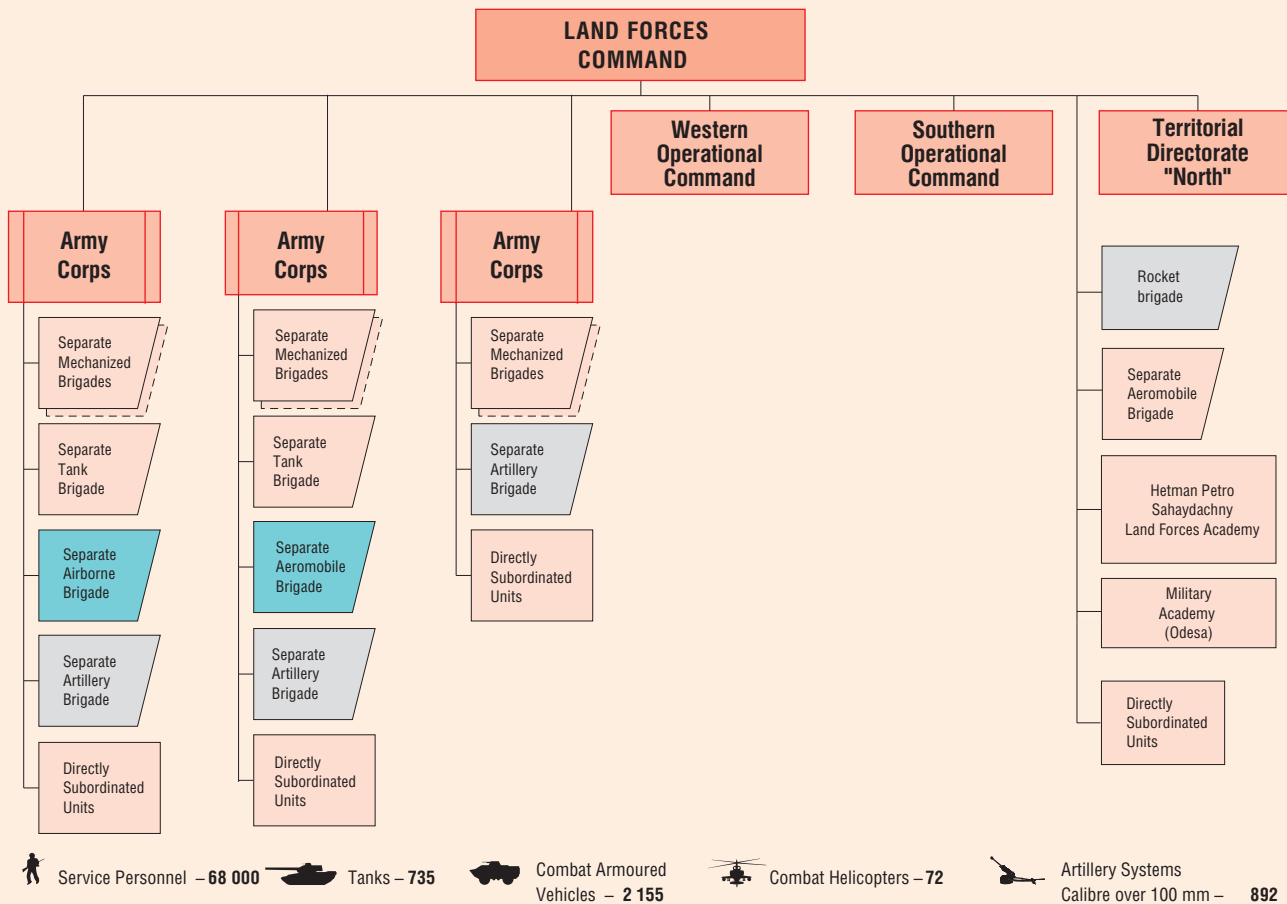 LAND FORCES
COMMAND
Western
Operational
Command
Southern
Operational
Command
Territorial
Directorate
"North"
Army
Corps
Separate
Mechanized
Brigades
Separate
Tank
Brigade
Separate
Airborne
Brigade
Separate
Artillery
Brigade
Directly
Subordinated
Units
Army
Corps
Separate
Mechanized
Brigades
Separate
Tank
Brigade
Separate
Aeromobile
Brigade
Separate
Artillery
Brigade
Directly
Subordinated
Units
Army
Corps
Separate
Mechanized
Brigades
Separate
Artillery
Brigade
Directly
Subordinated
Units
Rocket
brigade
Separate
Aeromobile
Brigade
Hetman Petro
Sahaydachny
Land Forces Academy
Military
Academy
(Odesa)
Directly
Subordinated
Units
Service Personnel – 68 000
Tanks – 735
Combat Armoured
Vehicles – 2 155
Combat Helicopters – 72
Artillery Systems
Calibre over 100 mm – 892